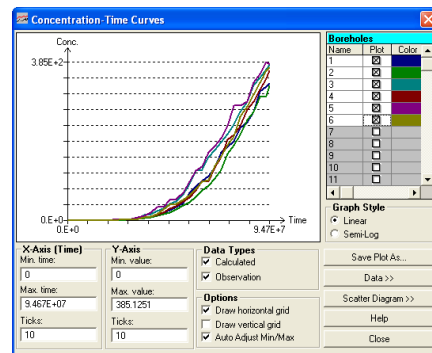 Concentration-Time Curves
Conc.
3.85E+2
0.E+0
0.E+0
9.47E+7
Time
Boreholes
Name Plot Color
1
2
3
4
5
6
7
8
9
10
11
Graph Style
Linear
Semi-Log
X-Axis (Time)
Min. time:
0
Max. time:
9.467E+07
Ticks:
10
Y-Axis
Min. value:
0
Max. value:
385.1251
Ticks:
10
Data Types
Calculated
Observation
Options
Draw horizontal grid
Draw vertical grid
Auto Adjust Min/Max
Save Plot As...
Data >>
Scatter Diagram >>
Help
Close